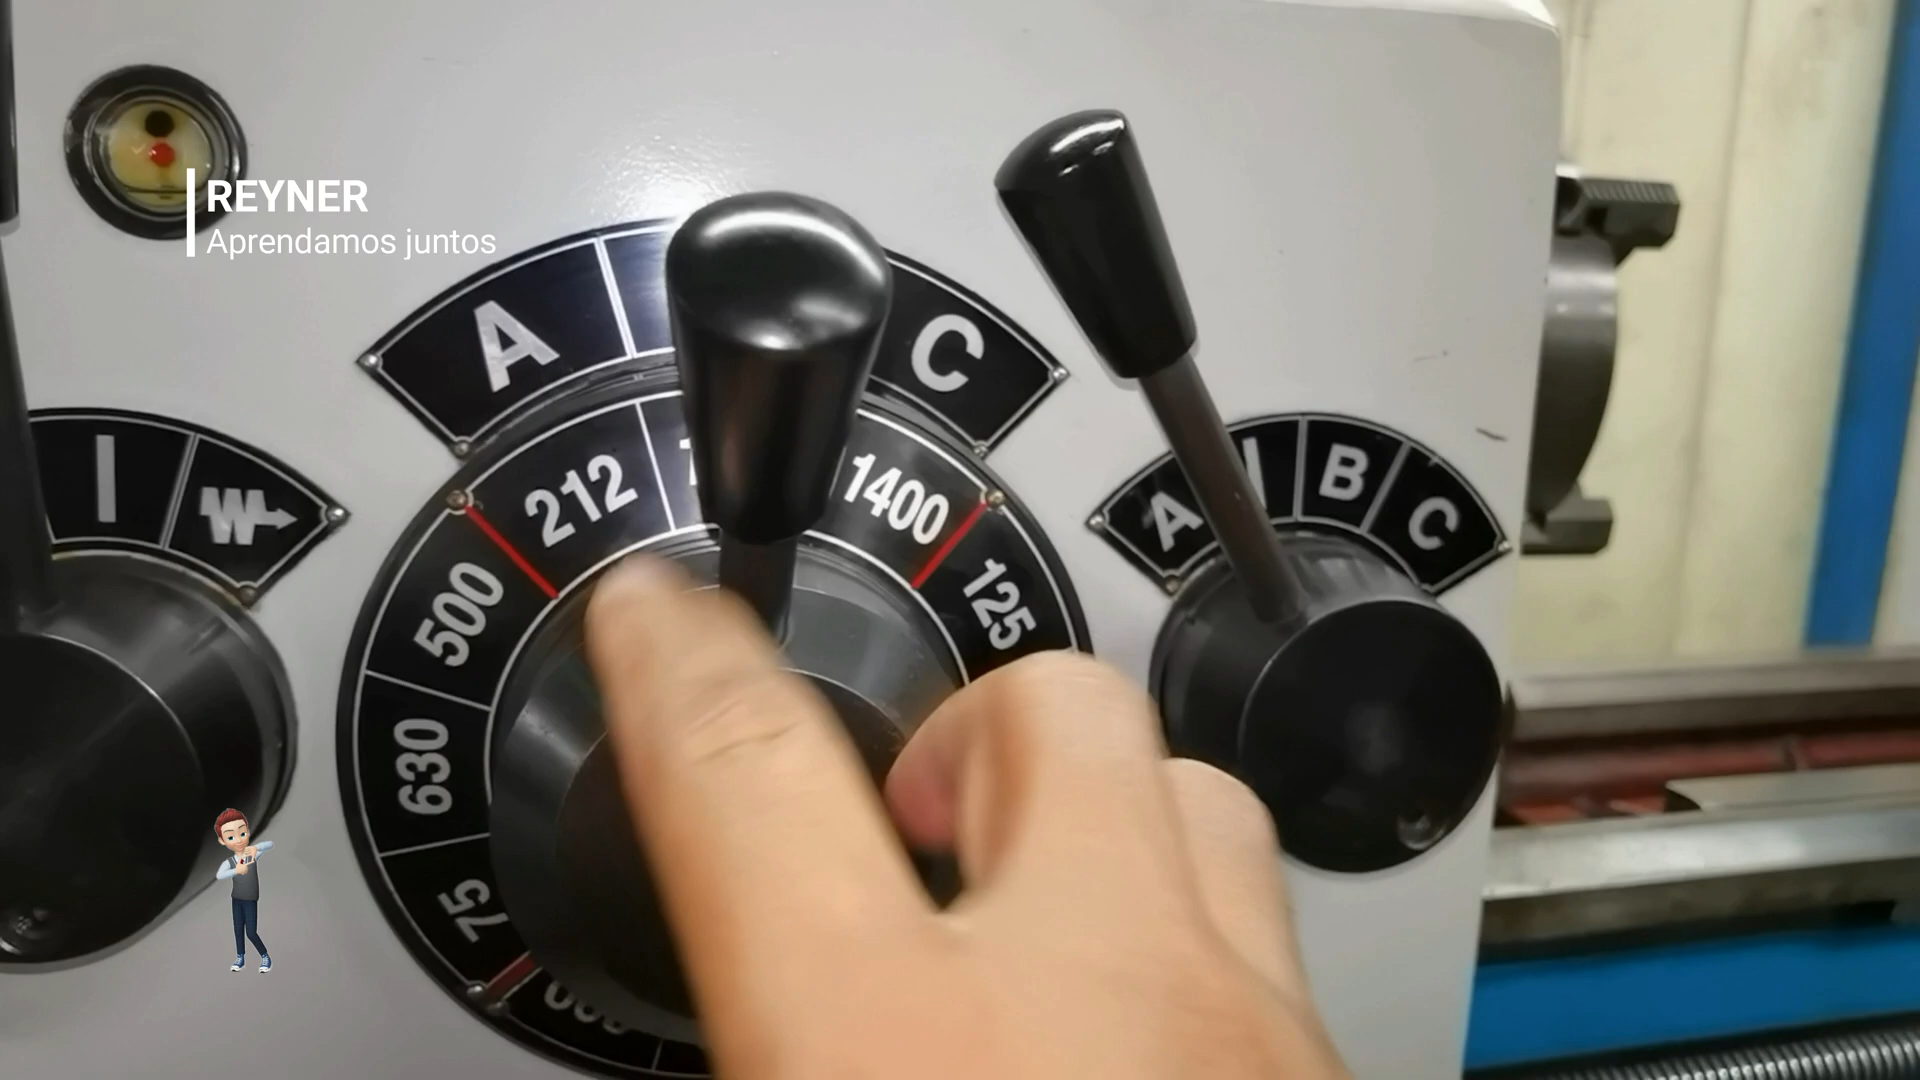 REYNER
Aprendamos juntos
A
C
I
W
212
1400
500
125
630
75
A
B
C